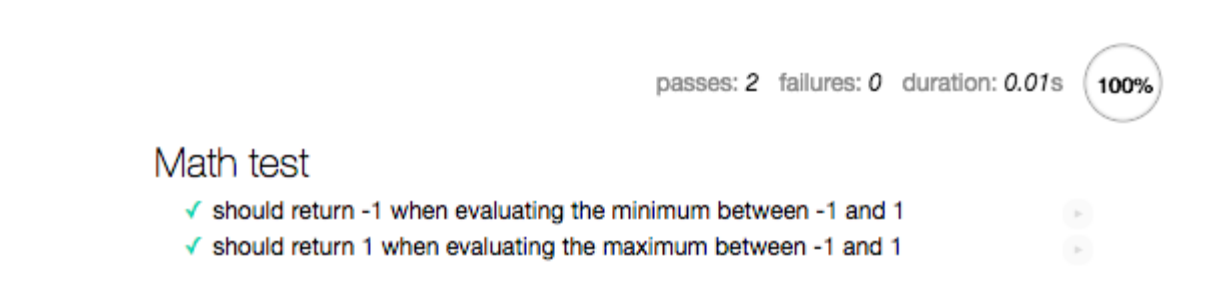 passes: 2 failures: 0 duration: 0.01s 100%
Math test
✓ should return -1 when evaluating the minimum between -1 and 1
✓ should return 1 when evaluating the maximum between -1 and 1